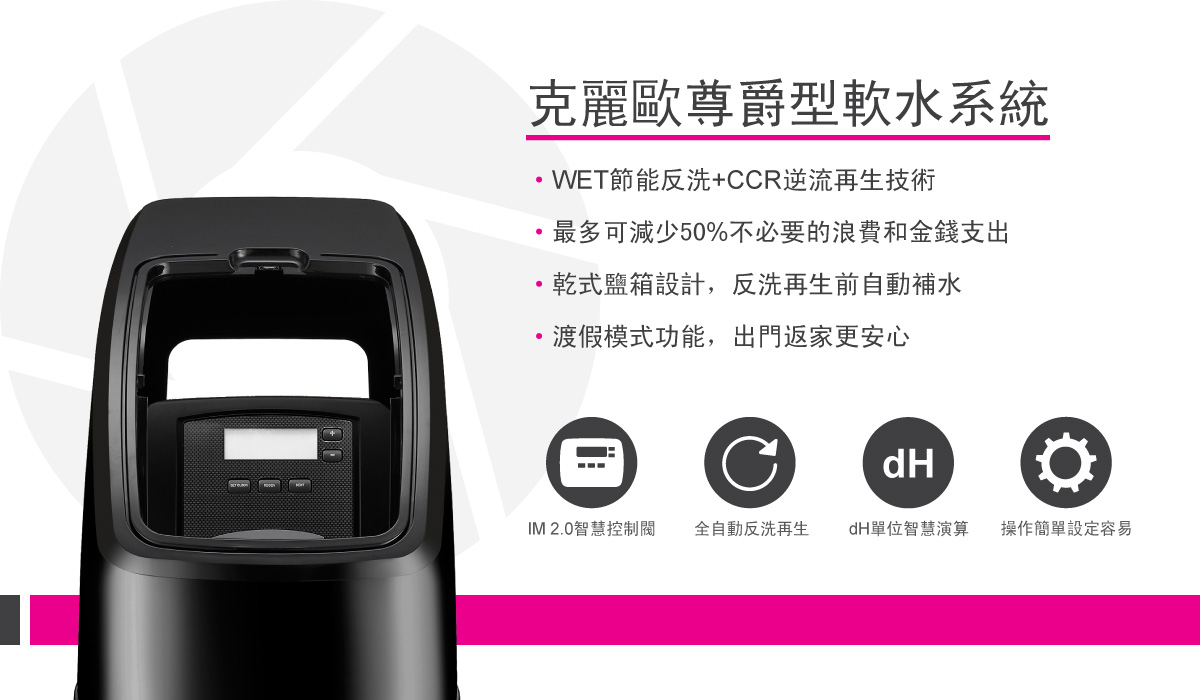 克麗歐尊爵型軟水系統
• WET節能反洗+CCR逆流再生技術
• 最多可減少50%不必要的浪費和金錢支出
• 乾式鹽箱設計，反洗再生前自動補水
• 渡假模式功能，出門返家更安心
+
−
NEXT
dH
IM 2.0智慧控制閥
全自動反洗再生
dH單位智慧演算
操作簡單設定容易